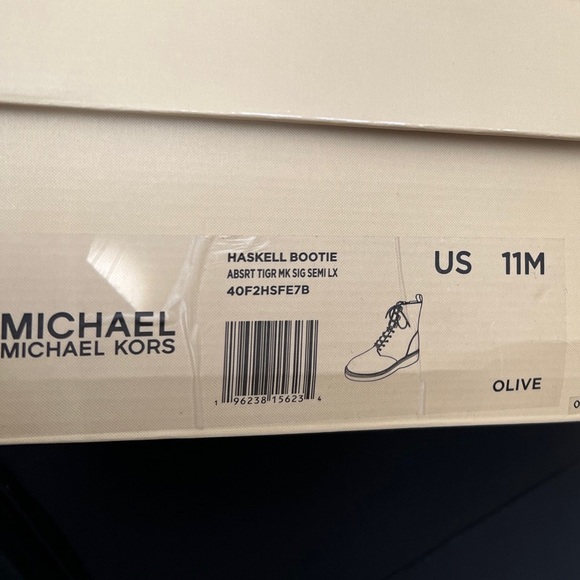 MICHAEL
MICHAEL KORS
HASKELL BOOTIE
ABSRT TIGR MK SIG SEMI LX
40F2HSFE7B
1 96238 15623 4
US 11M
OLIVE